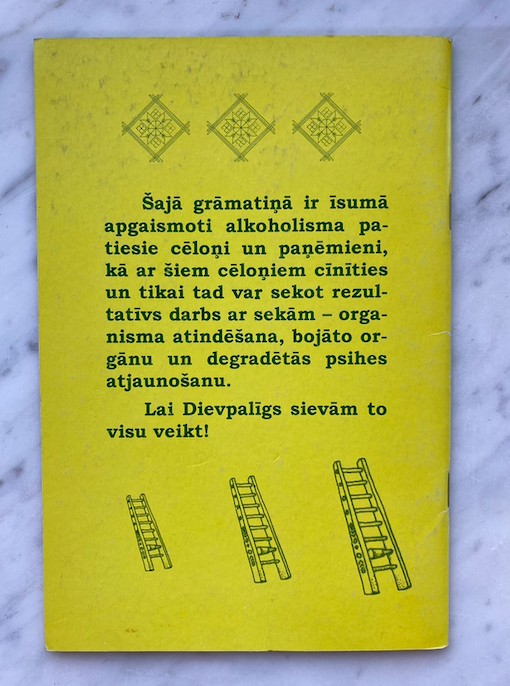 Šajā grāmatiņā ir īsumā
apgaismoti alkoholisma pa-
tiesie cēloņi un paņēmieni,
kā ar šiem cēloņiem cīnīties
un tikai tad var sekot rezul-
tatīvs darbs ar sekām – orga-
nisma atindēšana, bojāto or-
gānu un degradētās psihes
atjaunošanu.
Lai Dievpalīgs sievām to
visu veikt!